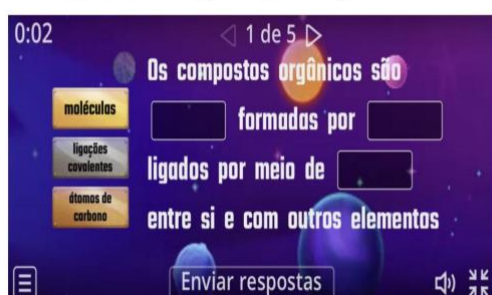 0:02
1 de 5
Os compostos orgânicos são
moléculas
formadas por
ligações
covalentes
ligados por meio de
átomos de
carbono
entre si e com outros elementos
Enviar respostas